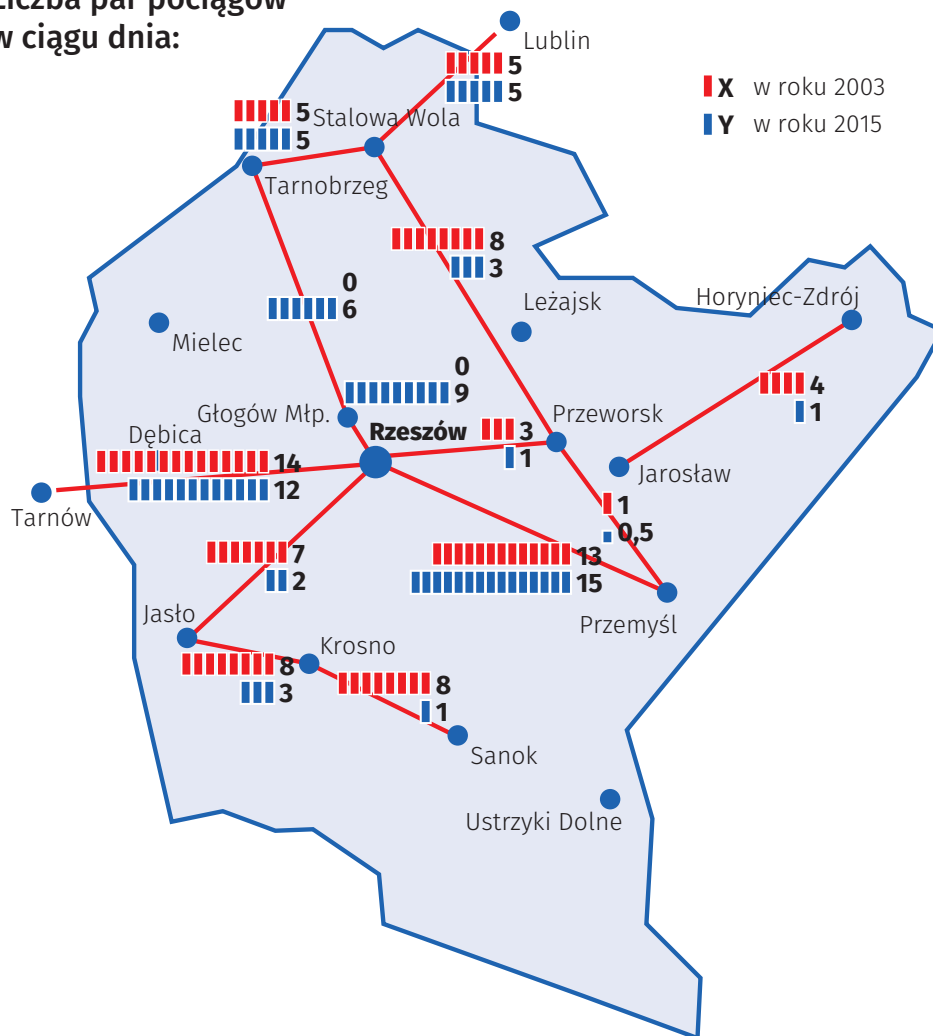 Liczba par pociągów
w ciągu dnia:
Lublin
5
5
X w roku 2003
Y w roku 2015
5
5
Stalowa Wola
Tarnobrzeg
8
3
0
6
Leżajsk
Horyniec-Zdrój
Mielec
4
1
0
9
Głogów Młp.
Przeworsk
Rzeszów
3
1
Dębica
14
12
Jarosław
Tarnów
1
0,5
7
2
13
15
Jasło
Przemyśl
Krosno
8
3
8
1
Sanok
Ustrzyki Dolne